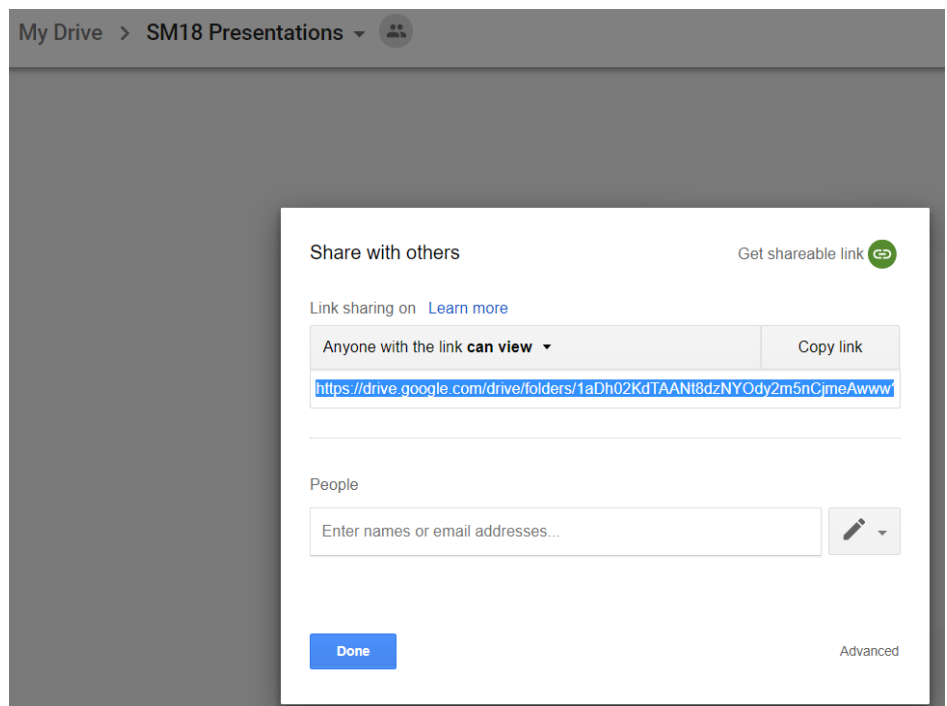 My Drive > SM18 Presentations
Share with others
Get shareable link
Link sharing on Learn more
Anyone with the link can view
Copy link
https://drive.google.com/drive/folders/1aDh02KdTAANt8dzNYOdy2m5nCjmeAwww
People
Enter names or email addresses...
Done
Advanced